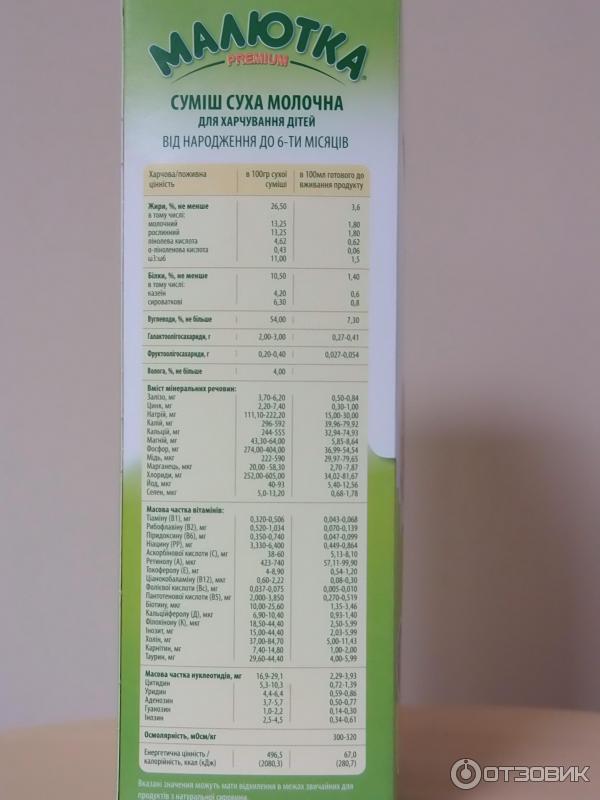 МАЛЮТКА®
PREMIUM
СУМІШ СУХА МОЛОЧНА
ДЛЯ ХАРЧУВАННЯ ДІТЕЙ
ВІД НАРОДЖЕННЯ ДО 6-ТИ МІСЯЦІВ
Харчова/поживна цінність в 100гр сухої суміші в 100мл готового до вживання продукту
Жири, %, не менше 26,50 3,6
в тому числі:
молочний 13,25 1,80
рослинний 13,25 1,80
лінолева кислота 4,62 0,62
α-ліноленова кислота 0,43 0,06
ω3:ω6 11,00 1,5
Білки, %, не менше 10,50 1,40
в тому числі:
казеїн 4,20 0,6
сироваткові 6,30 0,8
Вуглеводи, %, не більше 54,00 7,30
Галактоолігосахариди, г 2,00-3,00 0,27-0,41
Фруктоолігосахариди, г 0,20-0,40 0,027-0,054
Волога, %, не більше 4,00
Вміст мінеральних речовин:
Залізо, мг 3,70-6,20 0,50-0,84
Цинк, мг 2,20-7,40 0,30-1,00
Натрій, мг 111,10-222,20 15,00-30,00
Калій, мг 296-592 39,96-79,92
Кальцій, мг 244-555 32,94-74,93
Магній, мг 43,30-64,00 5,85-8,64
Фосфор, мг 274,00-404,00 36,99-54,54
Мідь, мкг 222-590 29,97-79,65
Марганець, мкг 20,00-58,30 2,70-7,87
Хлориди, мг 252,00-605,00 34,02-81,67
Йод, мкг 40-93 5,40-12,56
Селен, мкг 5,0-13,20 0,68-1,78
Масова частка вітамінів:
Тіаміну (В1), мг 0,320-0,506 0,043-0,068
Рибофлавіну (В2), мг 0,520-1,034 0,070-0,139
Піридоксину (В6), мг 0,350-0,740 0,047-0,099
Ніацину (РР), мг 3,330-6,400 0,449-0,864
Аскорбінової кислоти (С), мг 38-60 5,13-8,10
Ретинолу (А), мкг 423-740 57,11-99,90
Токоферолу (Е), мг 4-8,90 0,54-1,20
Ціанокобаламіну (В12), мкг 0,60-2,22 0,08-0,30
Фолієвої кислоти (Вс), мг 0,037-0,075 0,005-0,010
Пантотенової кислоти (В5), мг 2,000-3,850 0,270-0,519
Біотину, мкг 10,00-25,60 1,35-3,46
Кальціферолу (Д), мкг 6,90-10,40 0,93-1,40
Філохінону (К), мкг 18,50-44,40 2,50-5,99
Інозит, мг 15,00-44,40 2,03-5,99
Холін, мг 37,00-84,70 5,00-11,43
Карнітин, мг 7,40-14,80 1,00-2,00
Таурин, мг 29,60-44,40 4,00-5,99
Масова частка нуклеотидів, мг 16,9-29,1 2,29-3,93
Цитидин 5,3-10,3 0,72-1,39
Уридин 4,4-6,4 0,59-0,86
Аденозин 3,7-5,7 0,50-0,77
Гуанозин 1,0-2,2 0,14-0,30
Інозин 2,5-4,5 0,34-0,61
Осмолярність, мОсм/кг 300-320
Енергетична цінність / 496,5 67,0
калорійність, ккал (кДж) (2080,3) (280,7)
Вказані значення можуть мати відхилення в межах звичайних для
продуктів з натуральної сировини.
ОТЗОВИК